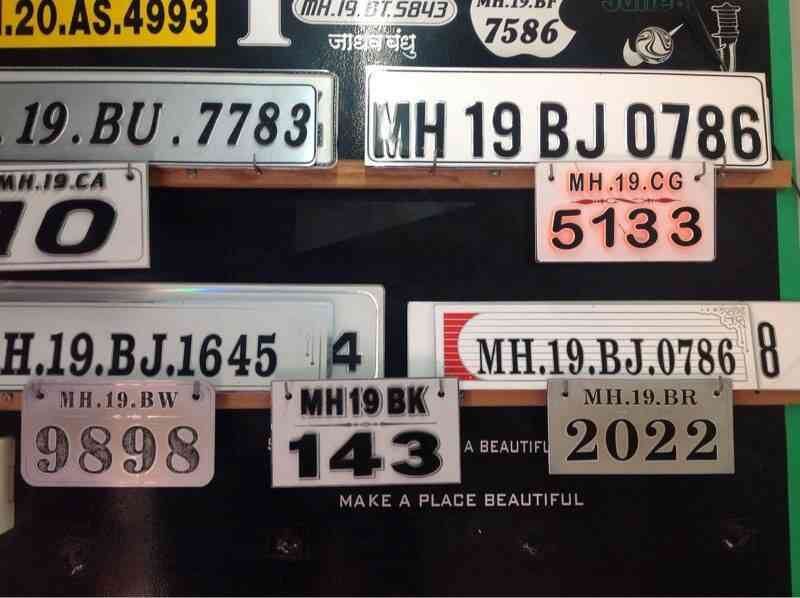 .20.AS.4993
MH.19.BT.5843
जाधव बंधु
MH.19.BF
7586
19.BU.7783
MH 19 BJ 0786
MH.19.CA
10
MH.19.CG
5133
H.19.BJ.1645
4
MH.19.BJ.0786
8
MH.19.BW
9898
MH19BK
143
MH.19.BR
2022
A BEAUTIFUL
MAKE A PLACE BEAUTIFUL